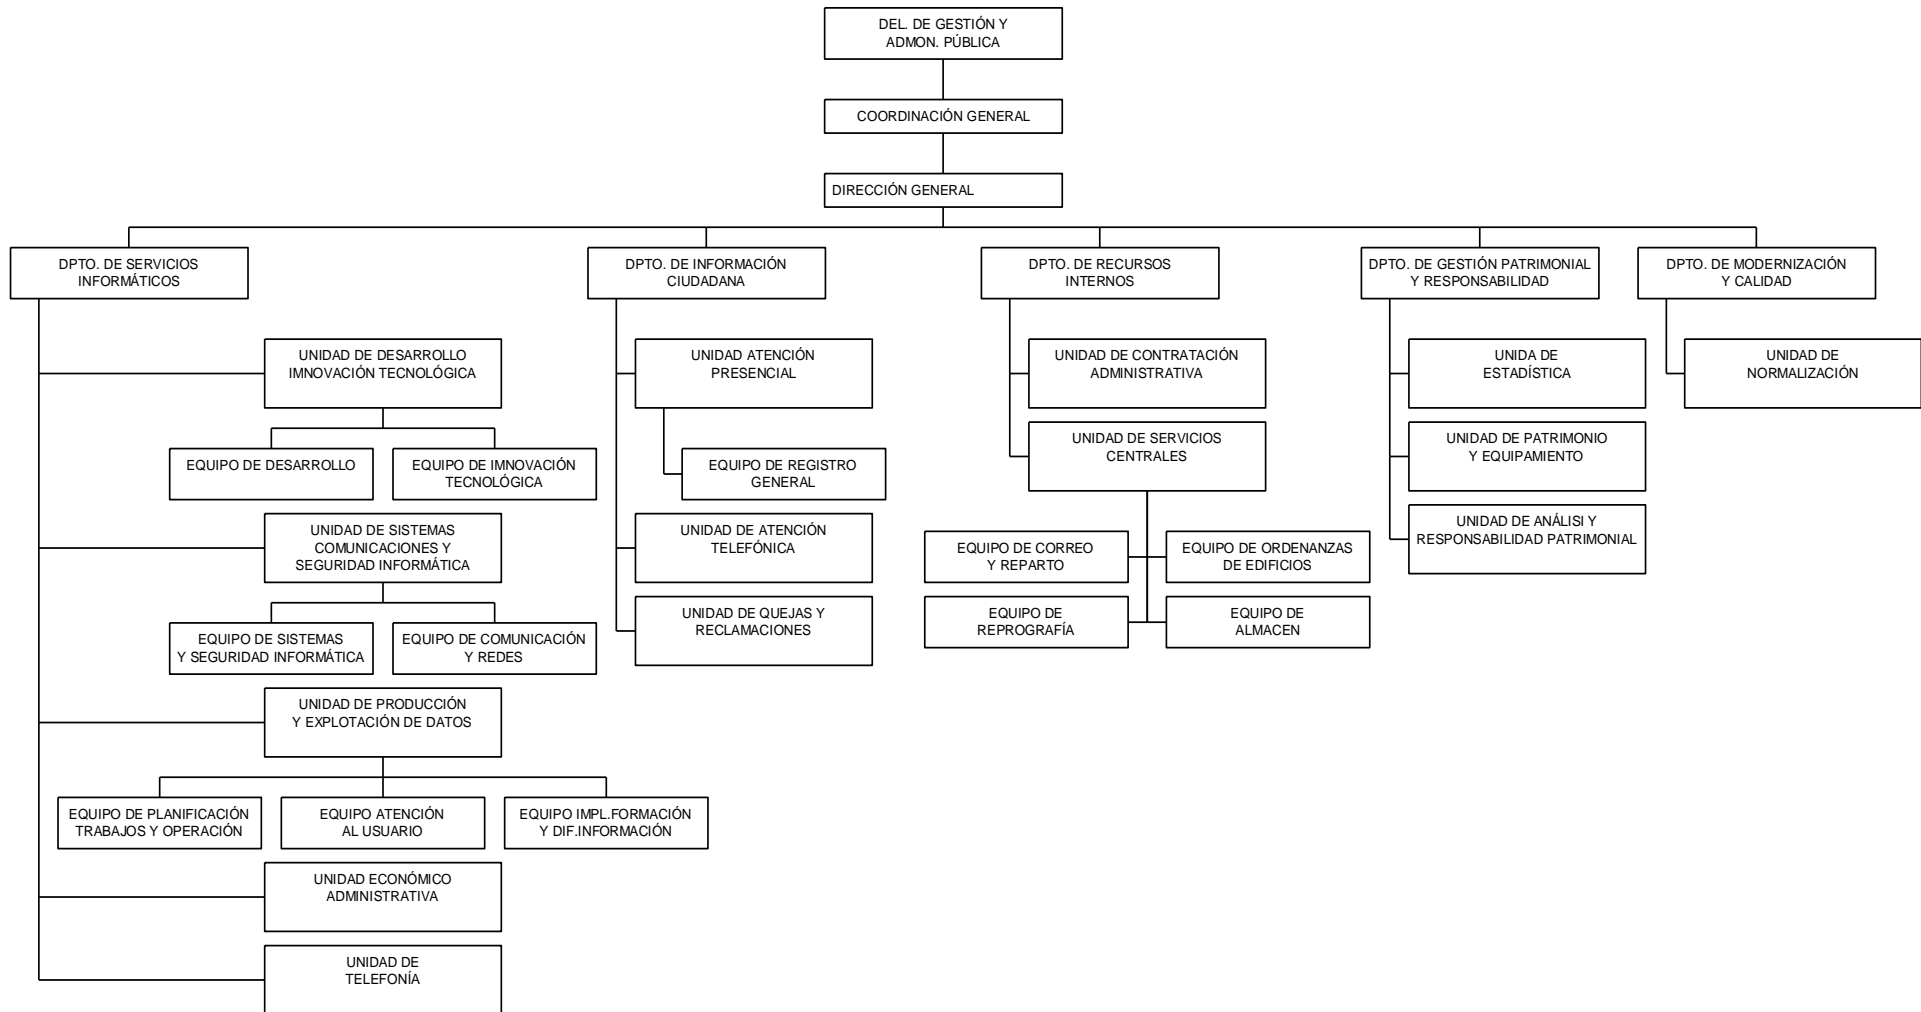 DEL. DE GESTIÓN Y
ADMON. PÚBLICA
COORDINACIÓN GENERAL
DIRECCIÓN GENERAL
DPTO. DE SERVICIOS
INFORMÁTICOS
UNIDAD DE DESARROLLO
IMNOVACIÓN TECNOLÓGICA
EQUIPO DE DESARROLLO
EQUIPO DE IMNOVACIÓN
TECNOLÓGICA
UNIDAD DE SISTEMAS
COMUNICACIONES Y
SEGURIDAD INFORMÁTICA
EQUIPO DE SISTEMAS
Y SEGURIDAD INFORMÁTICA
EQUIPO DE COMUNICACIÓN
Y REDES
UNIDAD DE PRODUCCIÓN
Y EXPLOTACIÓN DE DATOS
EQUIPO DE PLANIFICACIÓN
TRABAJOS Y OPERACIÓN
EQUIPO ATENCIÓN
AL USUARIO
EQUIPO IMPL.FORMACIÓN
Y DIF.INFORMACIÓN
UNIDAD ECONÓMICO
ADMINISTRATIVA
UNIDAD DE
TELEFONÍA
DPTO. DE INFORMACIÓN
CIUDADANA
UNIDAD ATENCIÓN
PRESENCIAL
EQUIPO DE REGISTRO
GENERAL
UNIDAD DE ATENCIÓN
TELEFÓNICA
UNIDAD DE QUEJAS Y
RECLAMACIONES
DPTO. DE RECURSOS
INTERNOS
UNIDAD DE CONTRATACIÓN
ADMINISTRATIVA
UNIDAD DE SERVICIOS
CENTRALES
EQUIPO DE CORREO
Y REPARTO
EQUIPO DE ORDENANZAS
DE EDIFICIOS
EQUIPO DE
REPROGRAFÍA
EQUIPO DE
ALMACEN
DPTO. DE GESTIÓN PATRIMONIAL
Y RESPONSABILIDAD
UNIDA DE
ESTADÍSTICA
UNIDAD DE PATRIMONIO
Y EQUIPAMIENTO
UNIDAD DE ANÁLISI Y
RESPONSABILIDAD PATRIMONIAL
DPTO. DE MODERNIZACIÓN
Y CALIDAD
UNIDAD DE
NORMALIZACIÓN